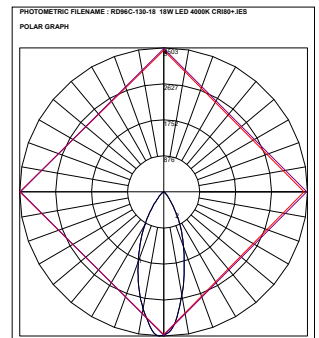 PHOTOMETRIC FILENAME : RD96C-130-18 18W LED 4000K CRI80+.IES
POLAR GRAPH
3503
2627
1752
876